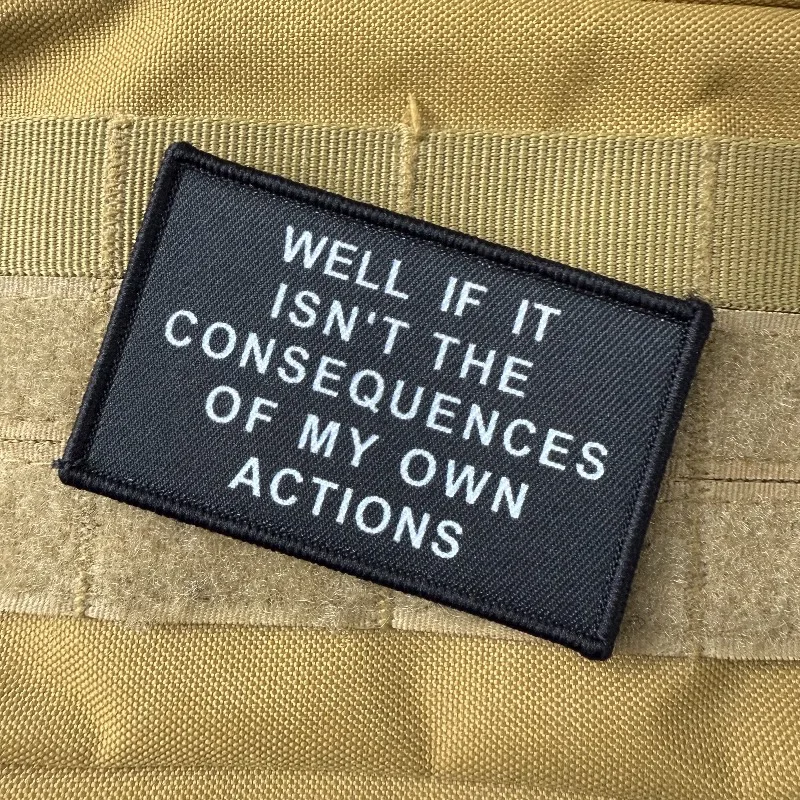 WELL IF IT
ISN'T THE
CONSEQUENCES
OF MY OWN
ACTIONS